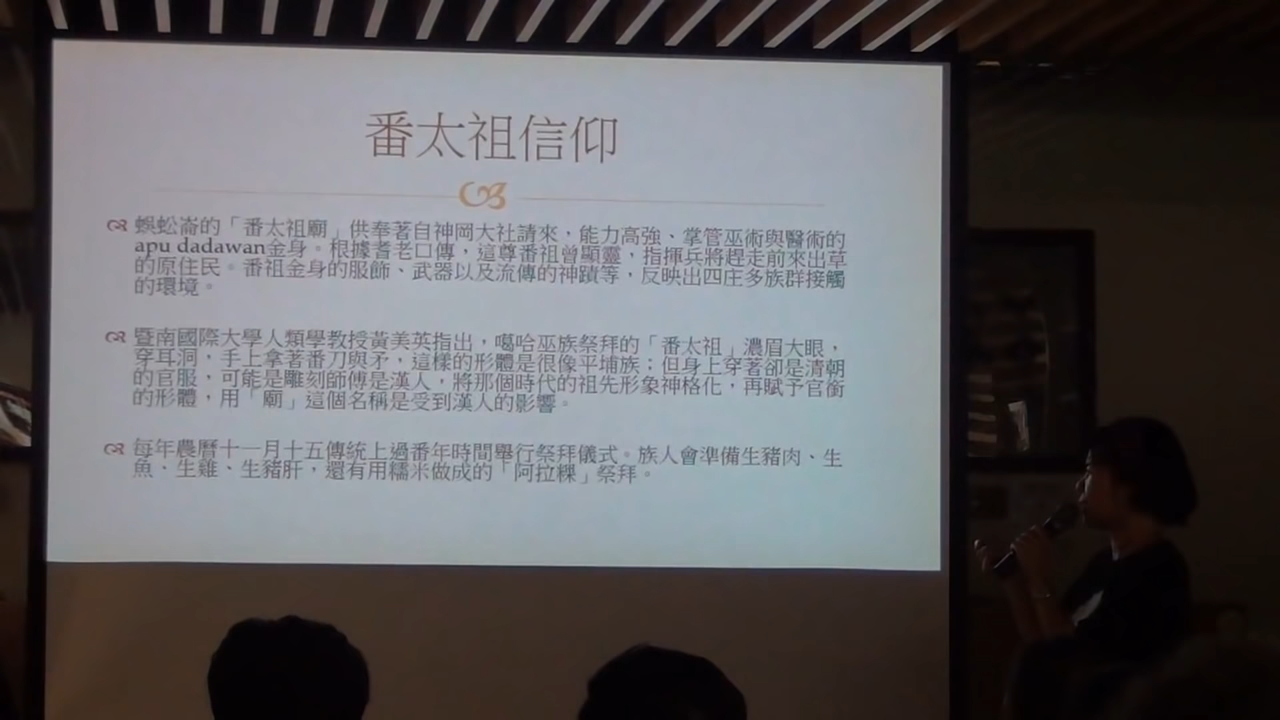 番太祖信仰
蜈蚣崙的「番太祖廟」供奉著自神岡大社請來，能力高強、掌管巫術與醫術的
apu dadawan金身。根據耆老口傳，這尊番祖曾顯靈，指揮兵將趕走前來出草
的原住民。番祖金身的服飾、武器以及流傳的神蹟等，反映出四庄多族群接觸
的環境。
暨南國際大學人類學教授黃美英指出，噶哈巫族祭拜的「番太祖」濃眉大眼，
穿耳洞，手上拿著番刀與矛，這樣的形體是很像平埔族；但身上穿著卻是清朝
的官服，可能是雕刻師傅是漢人，將那個時代的祖先形象神格化，再賦予官銜
的形體，用「廟」這個名稱是受到漢人的影響。
每年農曆十一月十五傳統上過番年時間舉行祭拜儀式。族人會準備生豬肉、生
魚、生雞、生豬肝，還有用糯米做成的「阿拉粿」祭拜。